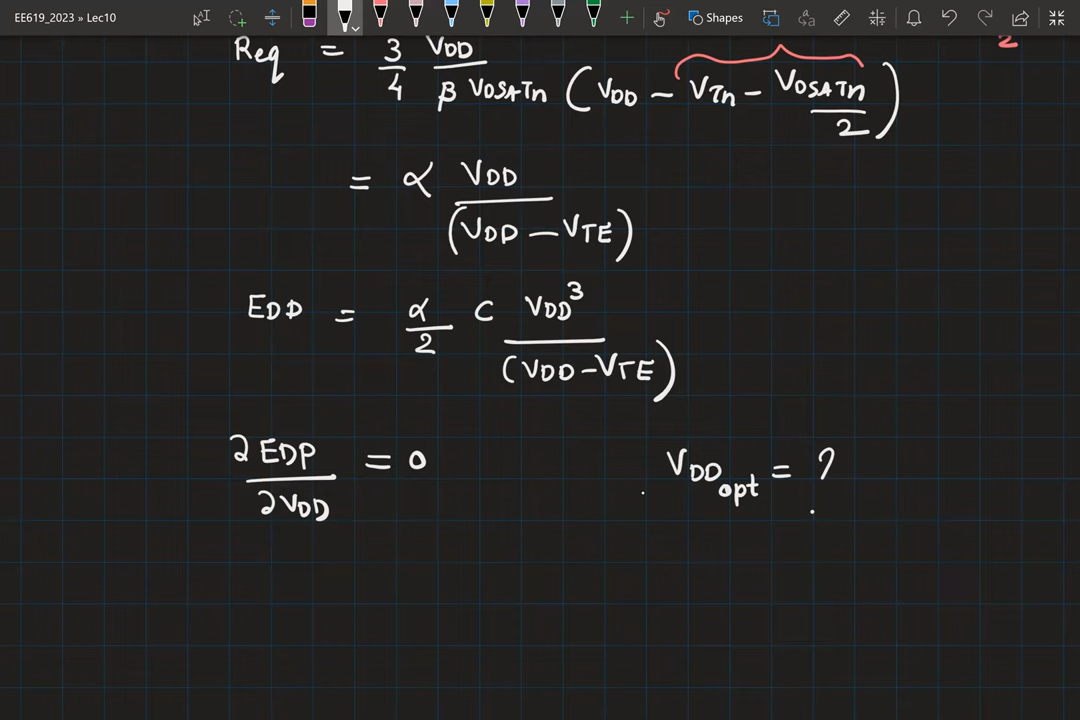 EE619_2023 » Lec10
Shapes
Req = 3/4 VDD / β VDSATn (VDD − VTn − VDSATn/2)
2
= α VDD / (VDD − VTE)
EDD = α/2 C VDD³ / (VDD − VTE)
∂EDP/∂VDD = 0
VDDopt = ?